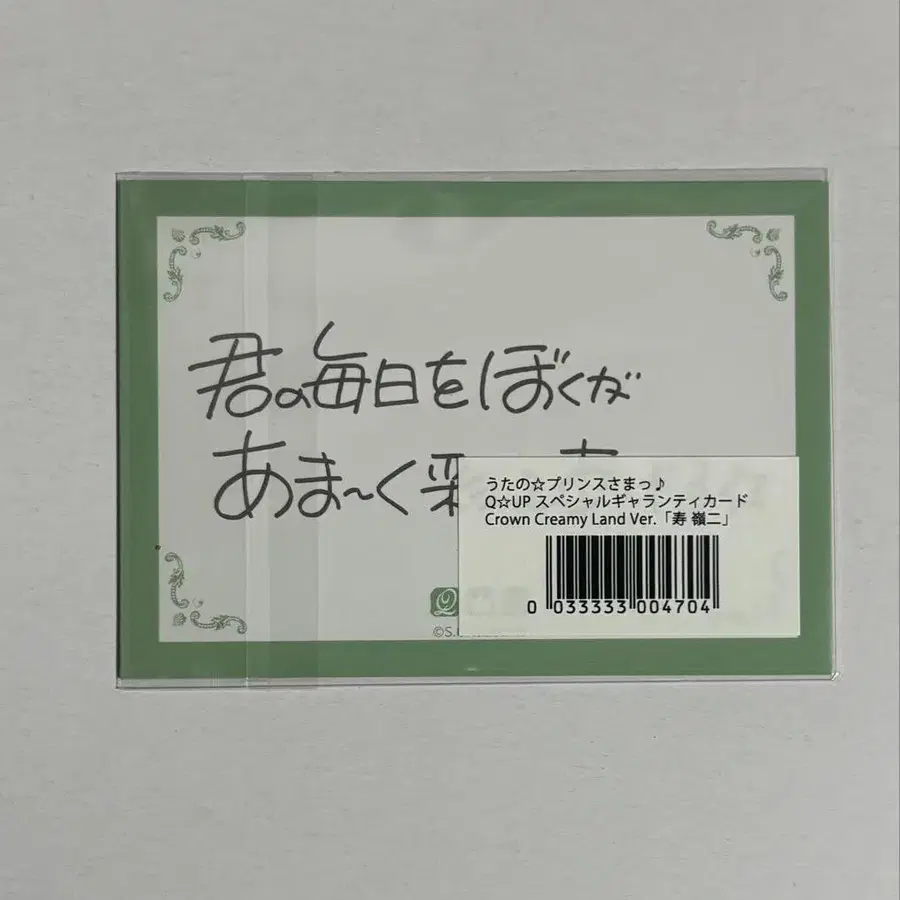 君の毎日をぼくが
あま〜く彩
うたの☆プリンスさまっ♪
Q☆UP スペシャルギャランティカード
Crown Creamy Land Ver.「寿 嶺二」
0 033333 004704
Q
©S.